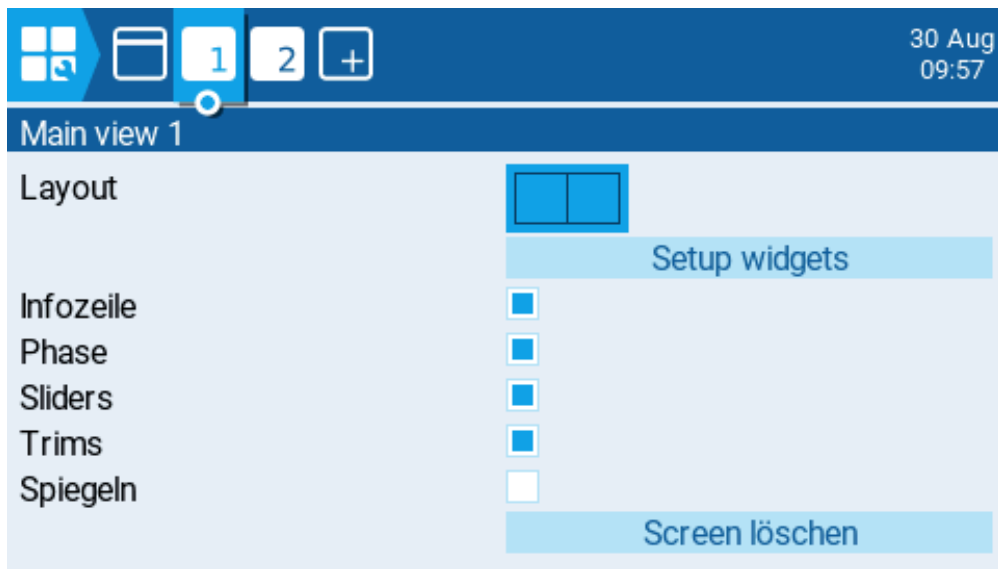 1 2 +
30 Aug
09:57
Main view 1
Layout
Setup widgets
Infozeile
Phase
Sliders
Trims
Spiegeln
Screen löschen